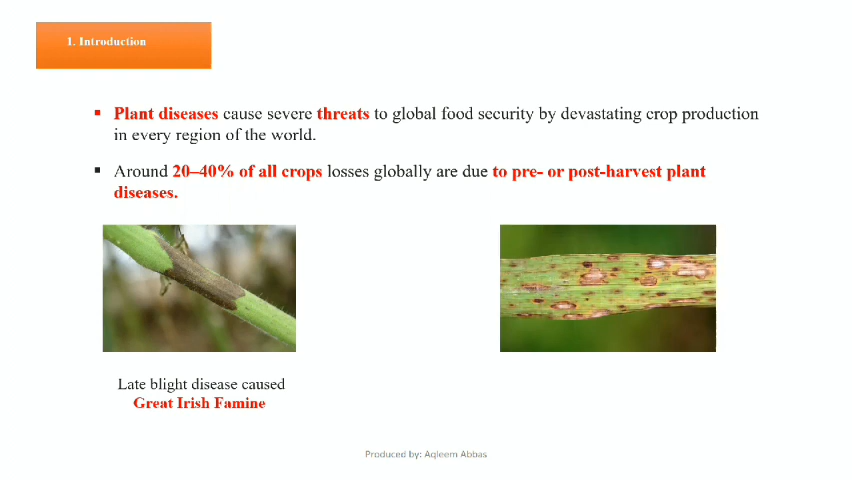 1. Introduction
Plant diseases cause severe threats to global food security by devastating crop production
in every region of the world.
Around 20–40% of all crops losses globally are due to pre- or post-harvest plant
diseases.
Late blight disease caused
Great Irish Famine
Produced by: Aqleem Abbas